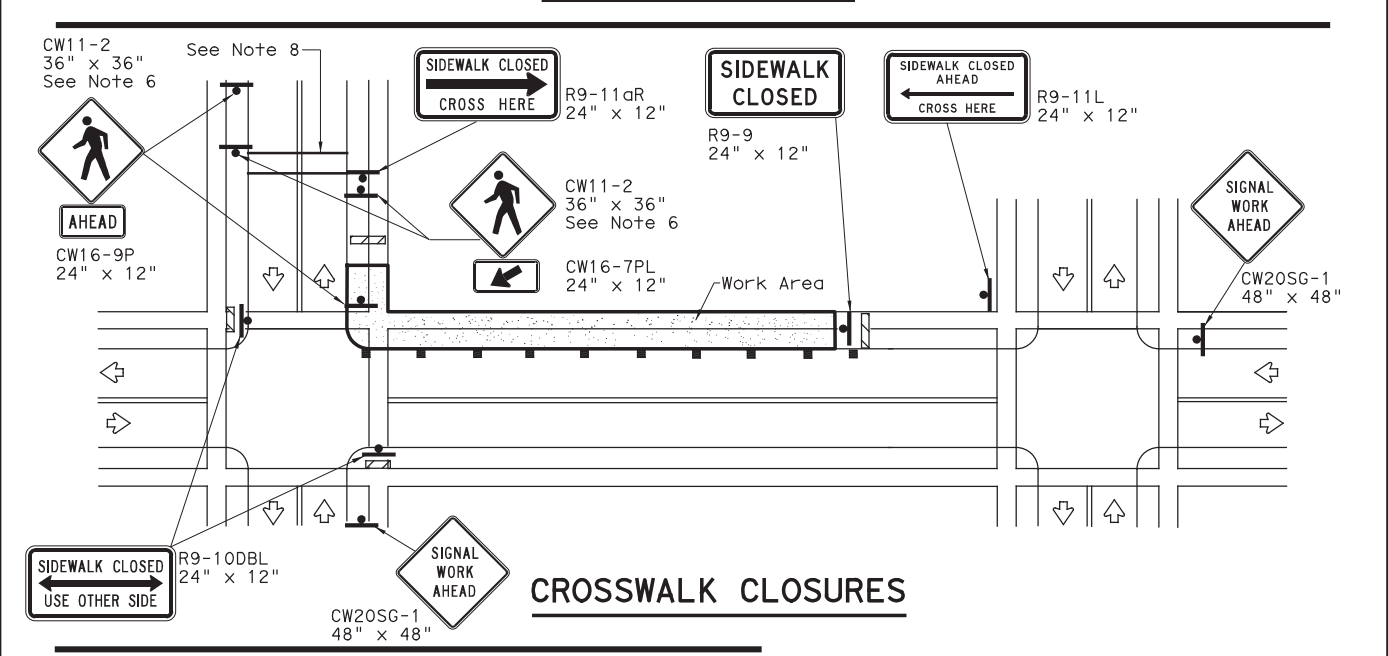 CW11-2
36" x 36"
See Note 6
See Note 8
SIDEWALK CLOSED
CROSS HERE
R9-11aR
24" x 12"
SIDEWALK
CLOSED
R9-9
24" x 12"
SIDEWALK CLOSED
AHEAD
CROSS HERE
R9-11L
24" x 12"
AHEAD
CW16-9P
24" x 12"
CW11-2
36" x 36"
See Note 6
CW16-7PL
24" x 12"
Work Area
SIGNAL
WORK
AHEAD
CW20SG-1
48" x 48"
SIDEWALK CLOSED
USE OTHER SIDE
R9-10DBL
24" x 12"
SIGNAL
WORK
AHEAD
CW20SG-1
48" x 48"
CROSSWALK CLOSURES